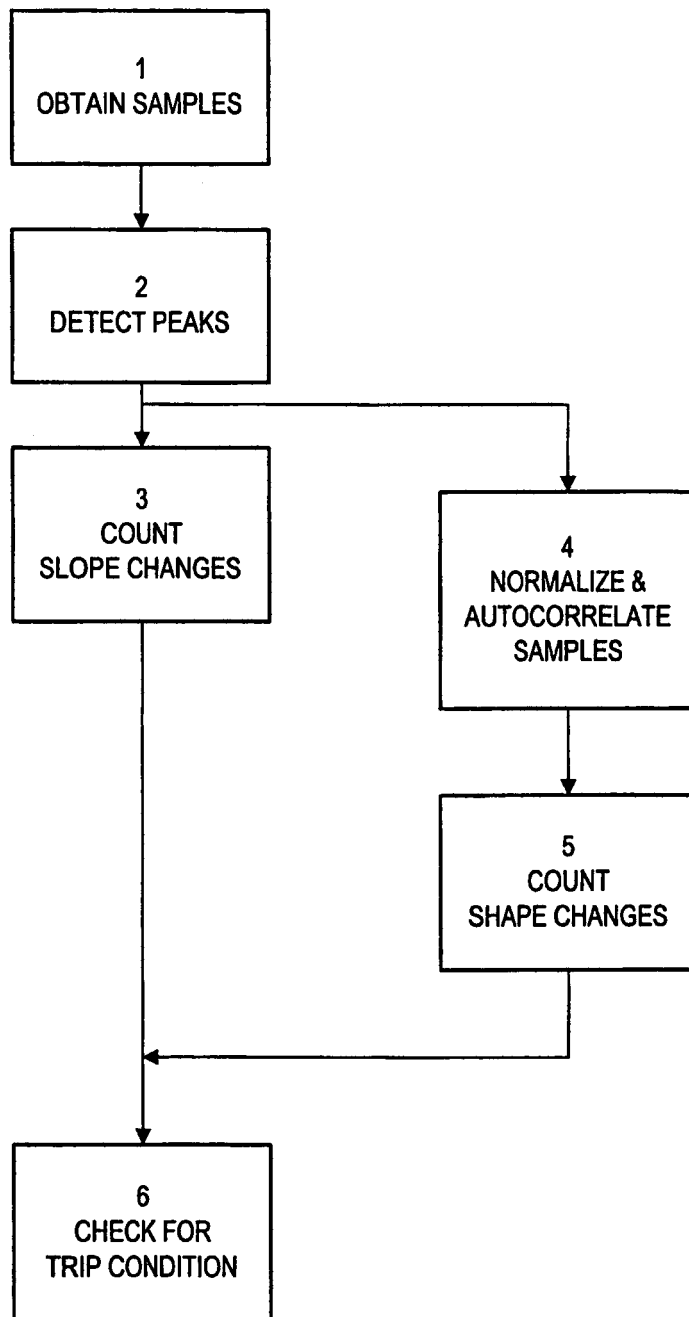 1
OBTAIN SAMPLES
2
DETECT PEAKS
3
COUNT
SLOPE CHANGES
4
NORMALIZE &
AUTOCORRELATE
SAMPLES
5
COUNT
SHAPE CHANGES
6
CHECK FOR
TRIP CONDITION